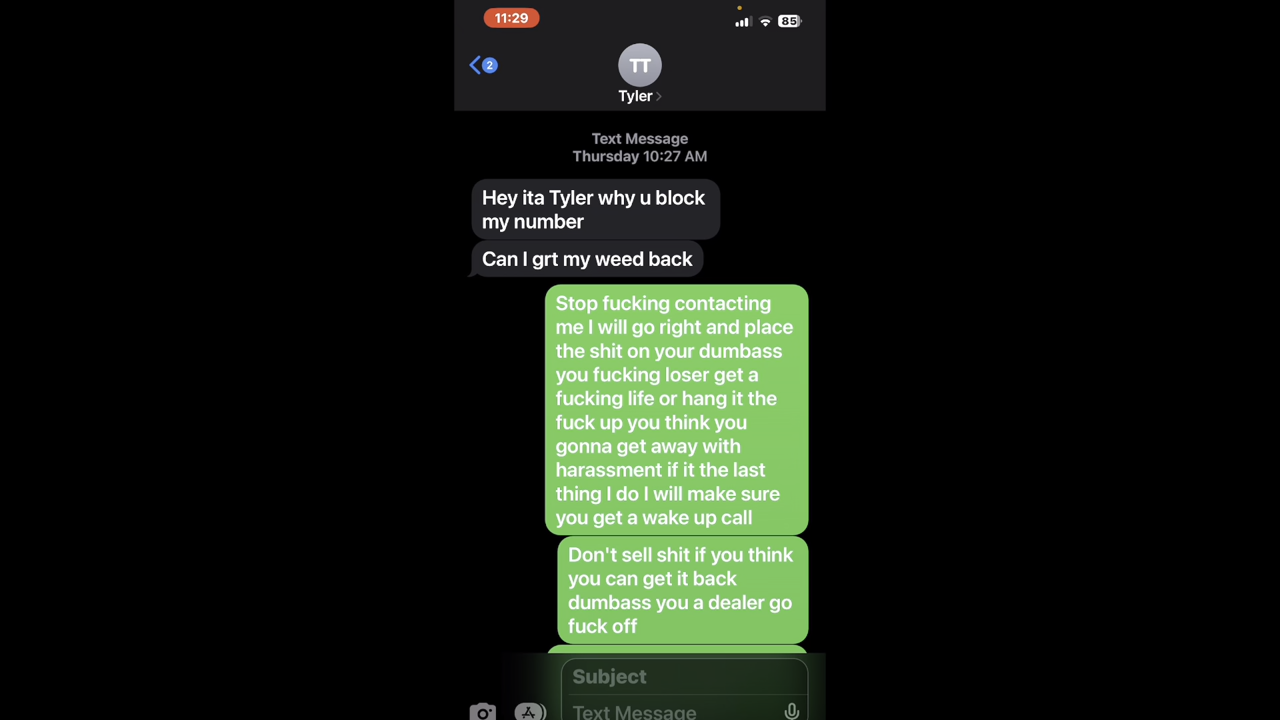 11:29
85
2
TT
Tyler
Text Message
Thursday 10:27 AM
Hey ita Tyler why u block
my number
Can I grt my weed back
Stop fucking contacting
me I will go right and place
the shit on your dumbass
you fucking loser get a
fucking life or hang it the
fuck up you think you
gonna get away with
harassment if it the last
thing I do I will make sure
you get a wake up call
Don't sell shit if you think
you can get it back
dumbass you a dealer go
fuck off
Subject
Text Message